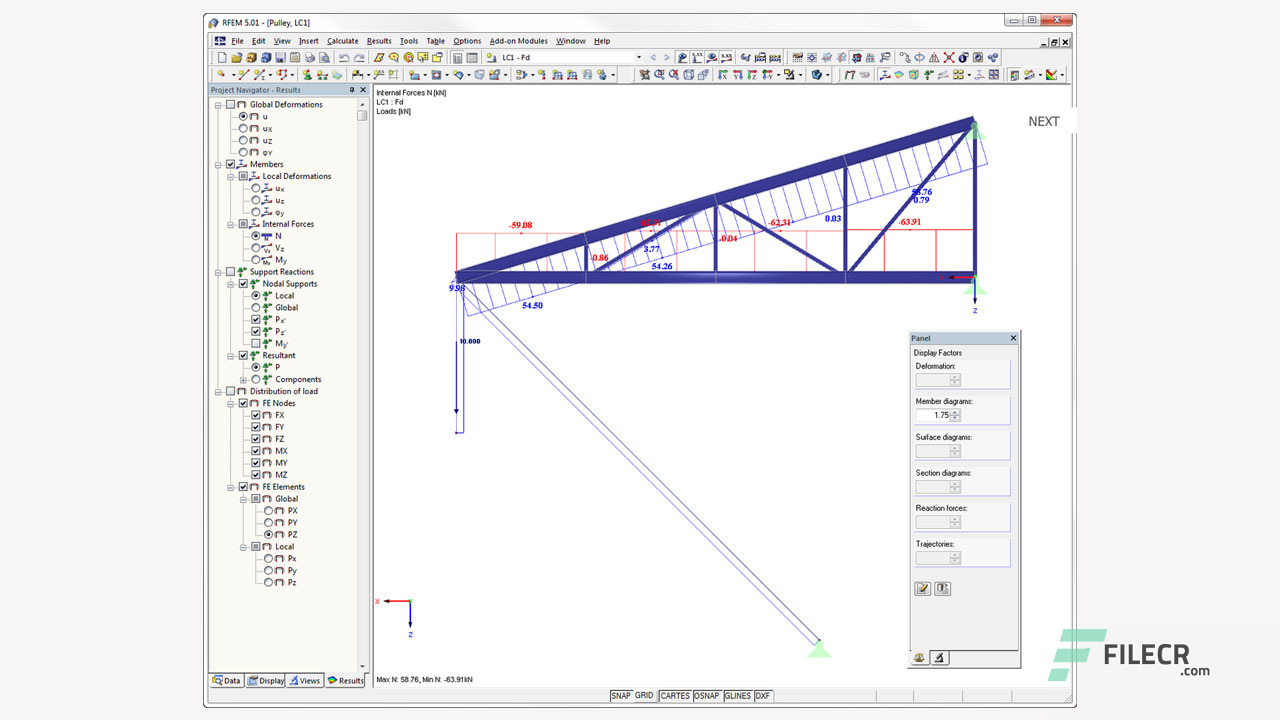 RFEM 5.01 - [Pulley, LC1]
File Edit View Insert Calculate Results Tools Table Options Add-on Modules Window Help
LC1 - Fd
Project Navigator - Results
Global Deformations
u
uX
uZ
φY
Members
Local Deformations
ux
uz
φy
Internal Forces
N
Vz
My
Support Reactions
Nodal Supports
Local
Global
Px'
Pz'
My'
Resultant
P
Components
Distribution of load
FE Nodes
FX
FY
FZ
MX
MY
MZ
FE Elements
Global
PX
PY
PZ
Local
Px
Py
Pz
Data Display Views Results
Internal Forces N [kN]
LC1 : Fd
Loads [kN]
NEXT
58.76
0.79
-59.08
0.03
-62.31
-63.91
-0.04
-0.86
3.77
54.26
9.98
54.50
z
10.000
x
z
Max N: 58.76, Min N: -63.91kN
Panel
Display Factors
Deformation:
Member diagrams:
1.75
Surface diagrams:
Section diagrams:
Reaction forces:
Trajectories:
SNAP GRID CARTES OSNAP GLINES DXF
FILECR
.com